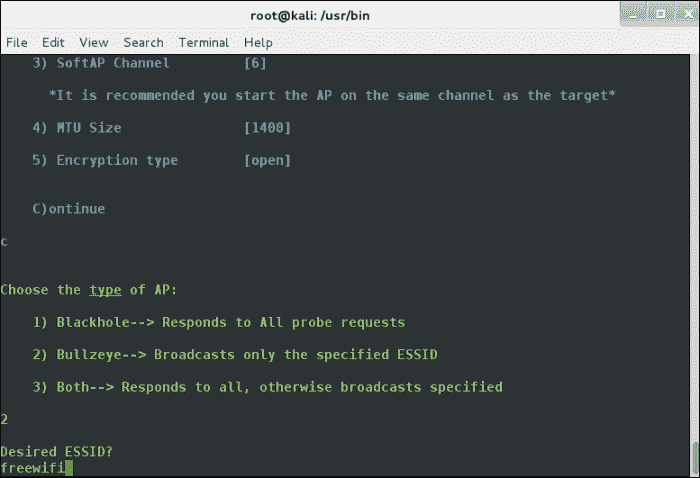 root@kali: /usr/bin
File Edit View Search Terminal Help
3) SoftAP Channel [6]
*It is recommended you start the AP on the same channel as the target*
4) MTU Size [1400]
5) Encryption type [open]
C)ontinue
c
Choose the type of AP:
1) Blackhole--> Responds to All probe requests
2) Bullzeye--> Broadcasts only the specified ESSID
3) Both--> Responds to all, otherwise broadcasts specified
2
Desired ESSID?
freewifi